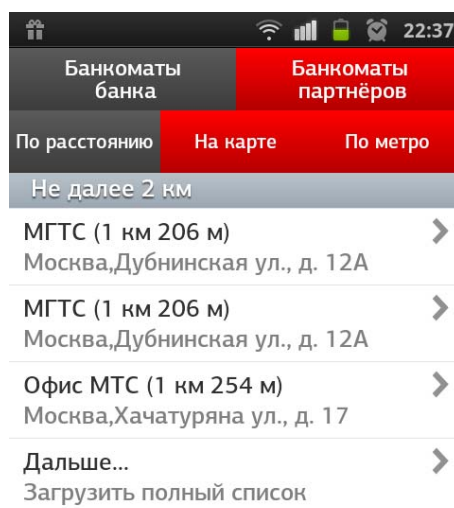 22:37
Банкоматы банка
Банкоматы партнёров
По расстоянию
На карте
По метро
Не далее 2 км
МГТС (1 км 206 м)
Москва,Дубнинская ул., д. 12А
МГТС (1 км 206 м)
Москва,Дубнинская ул., д. 12А
Офис МТС (1 км 254 м)
Москва,Хачатуряна ул., д. 17
Дальше...
Загрузить полный список